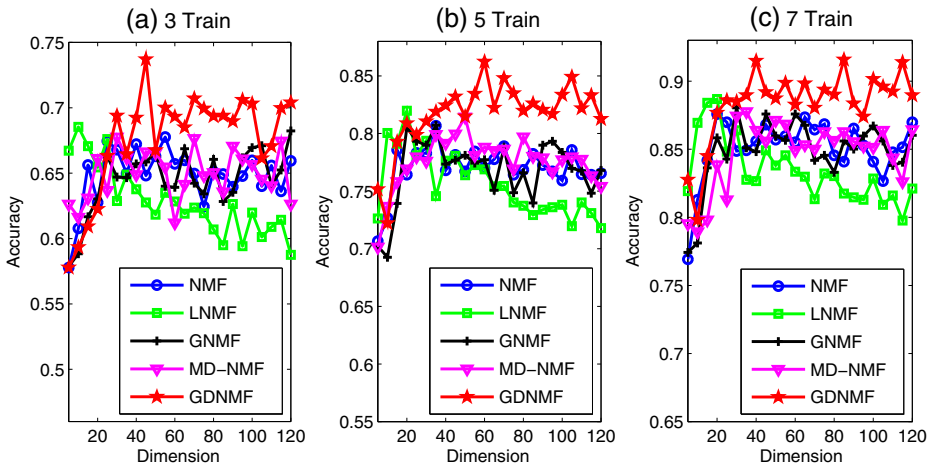 (a) 3 Train
Accuracy
0.75
0.7
0.65
0.6
0.55
0.5
20 40 60 80 100 120
Dimension
NMF
LNMF
GNMF
MD-NMF
GDNMF
(b) 5 Train
Accuracy
0.85
0.8
0.75
0.7
0.65
0.6
0.55
20 40 60 80 100 120
Dimension
NMF
LNMF
GNMF
MD-NMF
GDNMF
(c) 7 Train
Accuracy
0.9
0.85
0.8
0.75
0.7
0.65
20 40 60 80 100 120
Dimension
NMF
LNMF
GNMF
MD-NMF
GDNMF